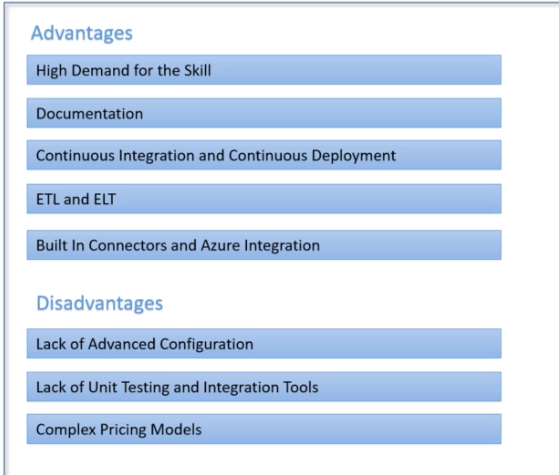 Advantages
High Demand for the Skill
Documentation
Continuous Integration and Continuous Deployment
ETL and ELT
Built In Connectors and Azure Integration
Disadvantages
Lack of Advanced Configuration
Lack of Unit Testing and Integration Tools
Complex Pricing Models